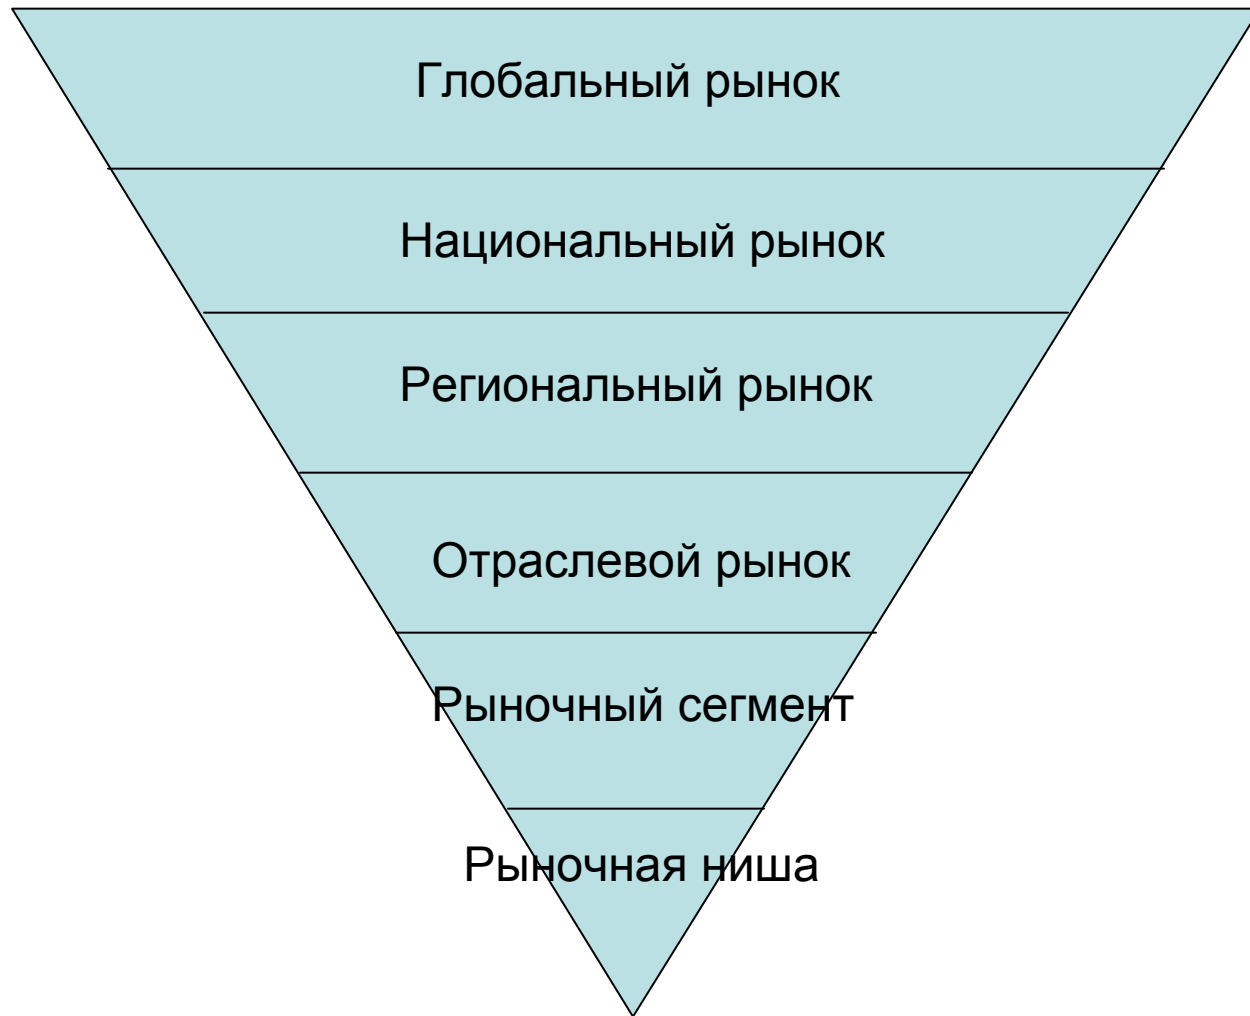 Глобальный рынок
Национальный рынок
Региональный рынок
Отраслевой рынок
Рыночный сегмент
Рыночная ниша